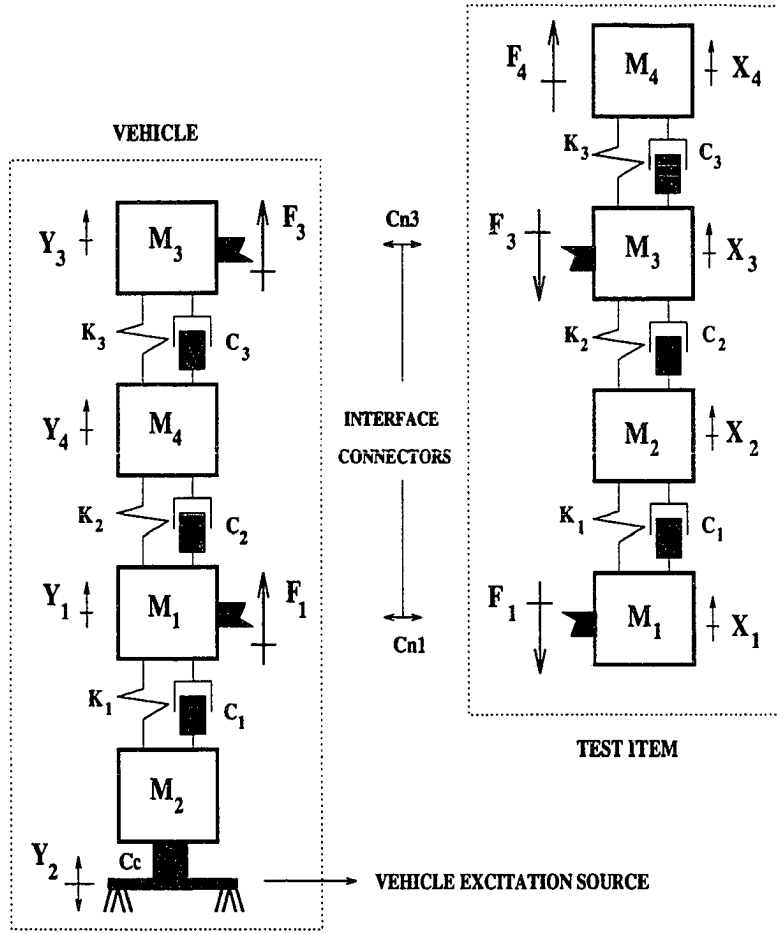 VEHICLE
Y3
M3
F3
K3
C3
Y4
M4
K2
C2
Y1
M1
F1
K1
C1
M2
Y2
Cc
VEHICLE EXCITATION SOURCE
Cn3
INTERFACE
CONNECTORS
Cn1
F4
M4
X4
K3
C3
F3
M3
X3
K2
C2
M2
X2
K1
C1
F1
M1
X1
TEST ITEM